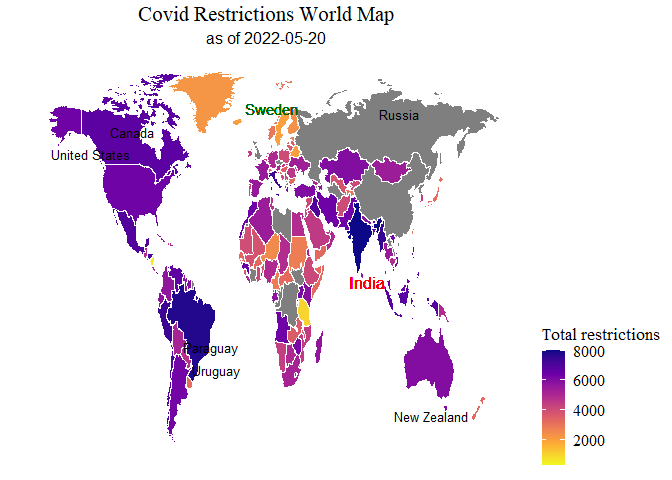 Covid Restrictions World Map
as of 2022-05-20
Sweden
Russia
Canada
United States
India
Total restrictions
8000
6000
4000
2000
Paraguay
Uruguay
New Zealand